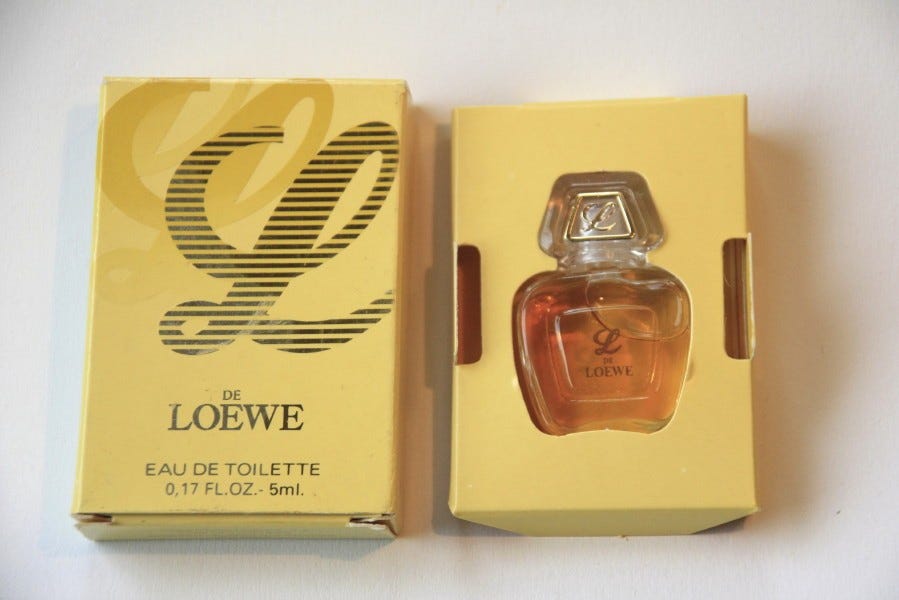 L
DE
LOEWE
EAU DE TOILETTE
0,17 FL.OZ.- 5ml.
L
L
DE
LOEWE